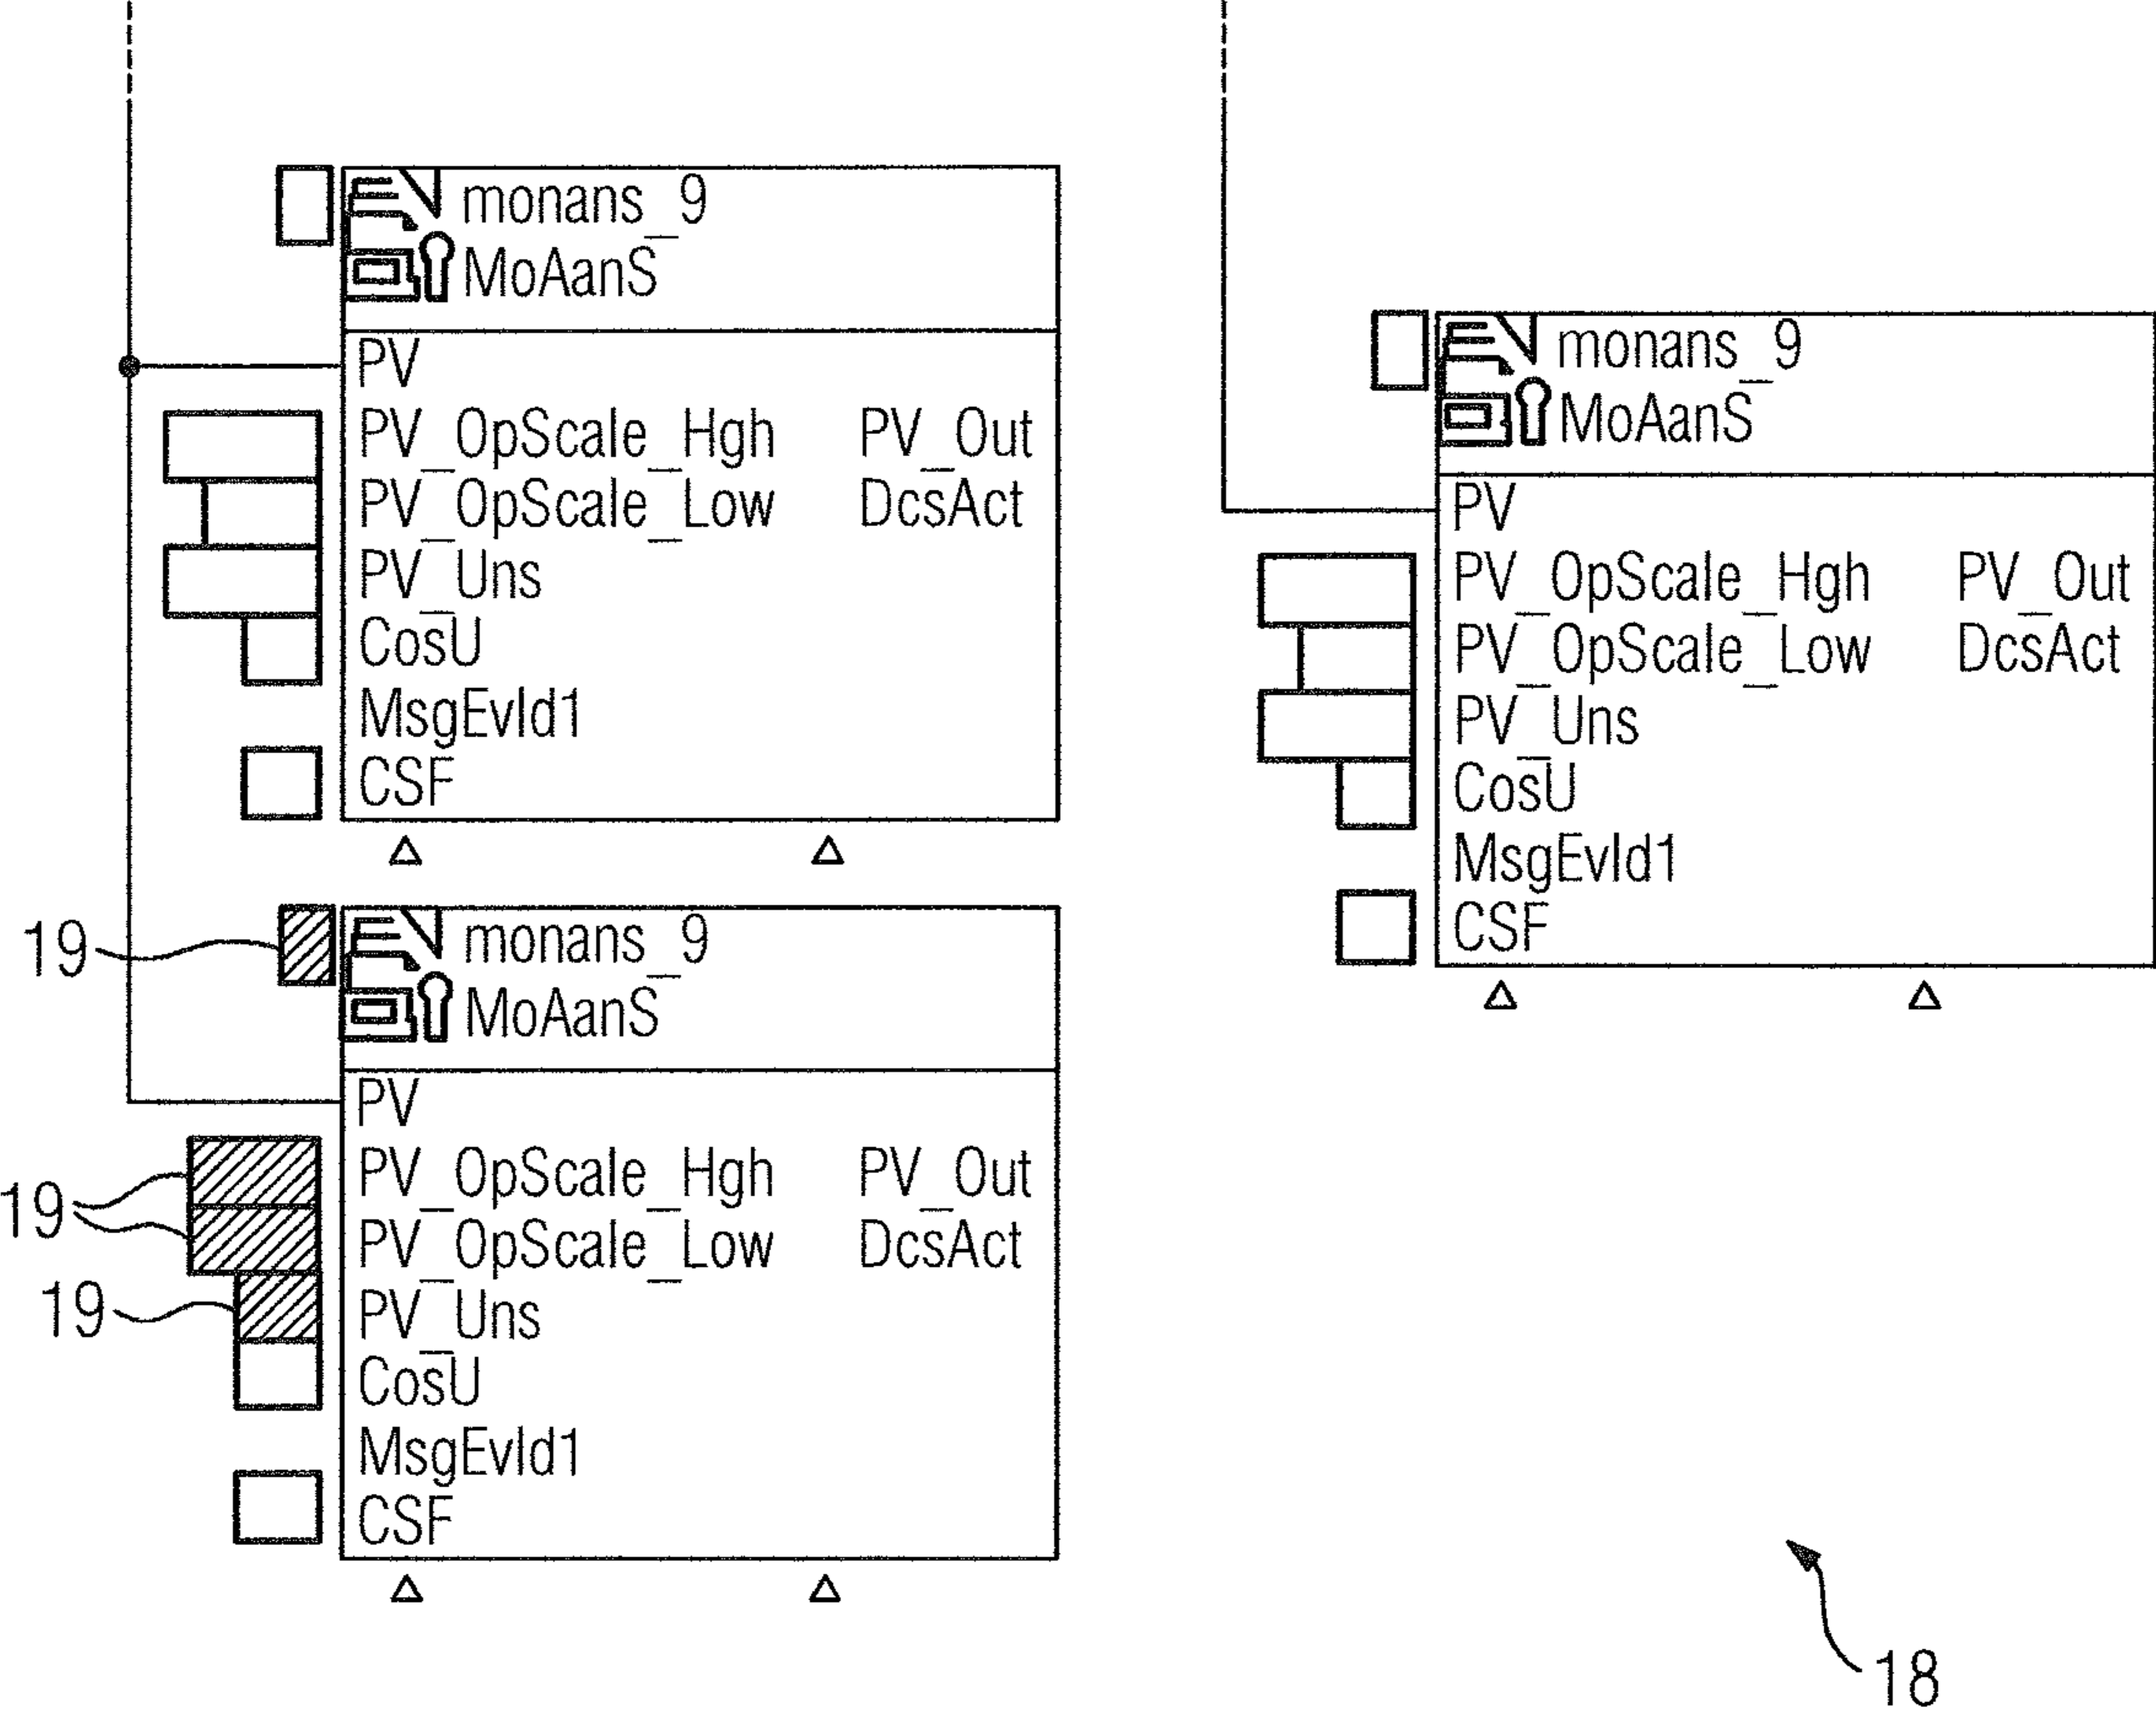 monans_9
MoAanS
PV
PV_OpScale_Hgh PV_Out
PV_OpScale_Low DcsAct
PV_Uns
CosU
MsgEvId1
CSF
19
monans_9
MoAanS
PV
19
PV_OpScale_Hgh PV_Out
PV_OpScale_Low DcsAct
19
PV_Uns
CosU
MsgEvId1
CSF
monans_9
MoAanS
PV
PV_OpScale_Hgh PV_Out
PV_OpScale_Low DcsAct
PV_Uns
CosU
MsgEvId1
CSF
18